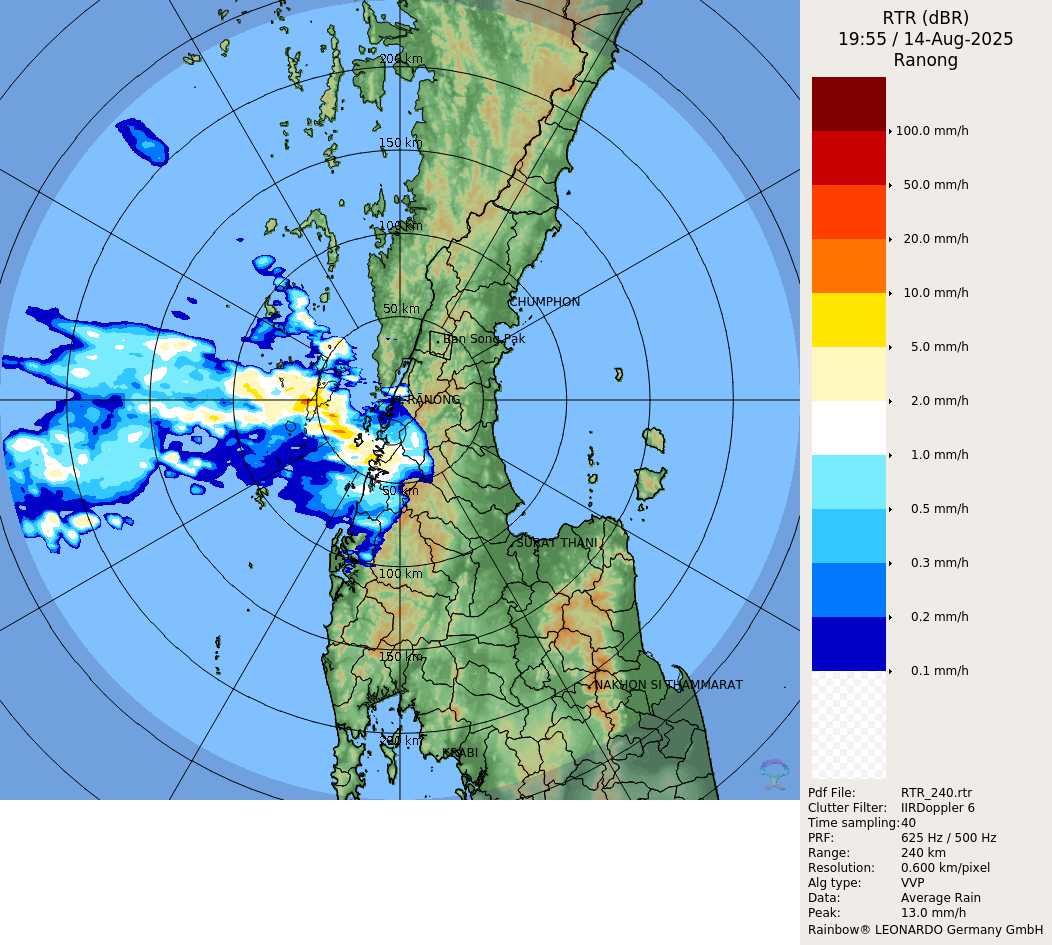 RTR (dBR)
19:55 / 14-Aug-2025
Ranong
200 km
150 km
100 km
50 km
CHUMPHON
Ban Song Pak
RANONG
50 km
SURAT THANI
100 km
150 km
NAKHON SI THAMMARAT
200 km
KRABI
100.0 mm/h
50.0 mm/h
20.0 mm/h
10.0 mm/h
5.0 mm/h
2.0 mm/h
1.0 mm/h
0.5 mm/h
0.3 mm/h
0.2 mm/h
0.1 mm/h
Pdf File: RTR_240.rtr
Clutter Filter: IIRDoppler 6
Time sampling: 40
PRF: 625 Hz / 500 Hz
Range: 240 km
Resolution: 0.600 km/pixel
Alg type: VVP
Data: Average Rain
Peak: 13.0 mm/h
Rainbow® LEONARDO Germany GmbH